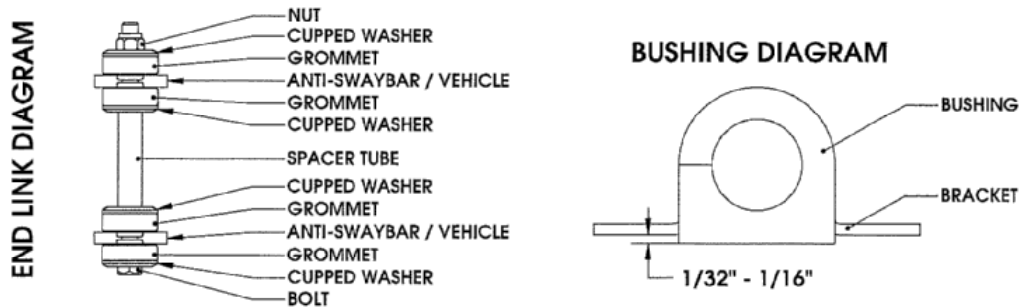 END LINK DIAGRAM
NUT
CUPPED WASHER
GROMMET
ANTI-SWAYBAR / VEHICLE
GROMMET
CUPPED WASHER
SPACER TUBE
CUPPED WASHER
GROMMET
ANTI-SWAYBAR / VEHICLE
GROMMET
CUPPED WASHER
BOLT
BUSHING DIAGRAM
BUSHING
BRACKET
1/32" - 1/16"